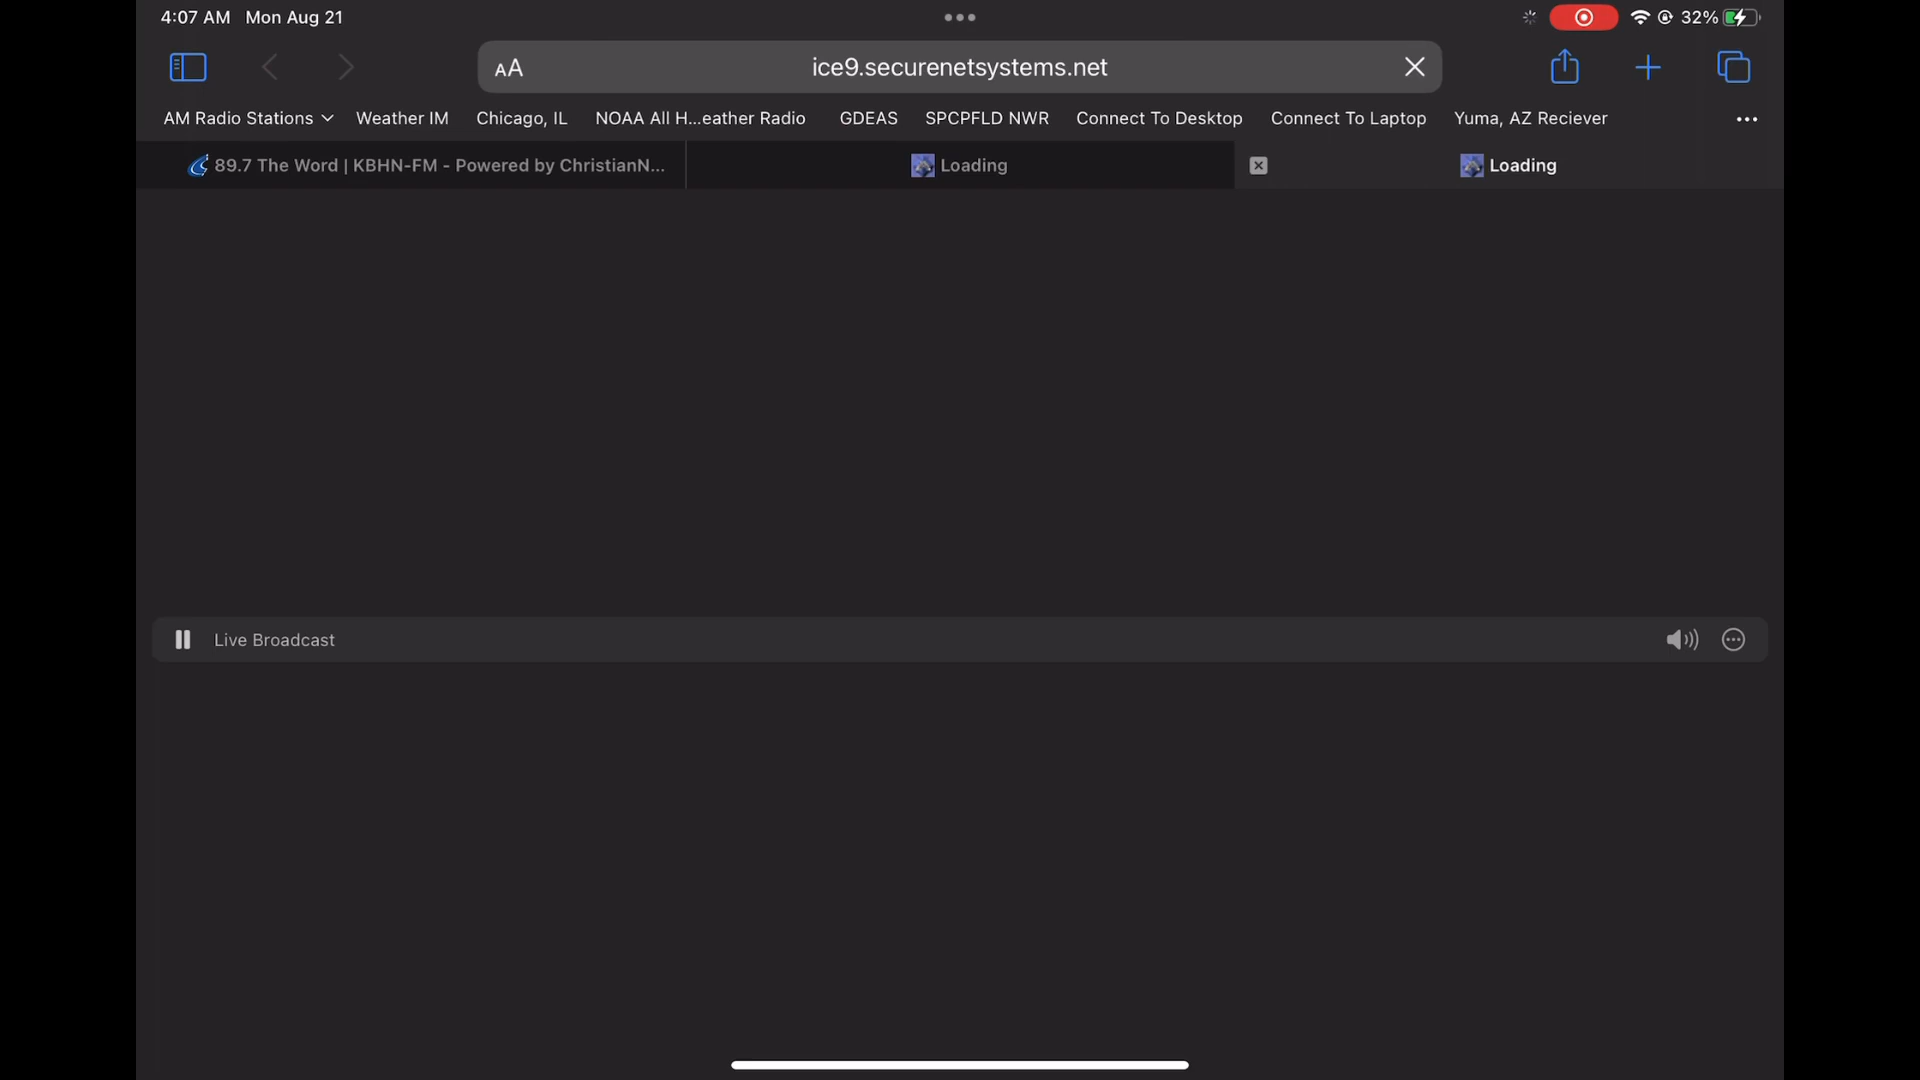 4:07 AM Mon Aug 21
32%
AA
ice9.securenetsystems.net
AM Radio Stations Weather IM Chicago, IL NOAA All H...eather Radio GDEAS SPCPFLD NWR Connect To Desktop Connect To Laptop Yuma, AZ Reciever
89.7 The Word | KBHN-FM - Powered by ChristianN... Loading Loading
Live Broadcast